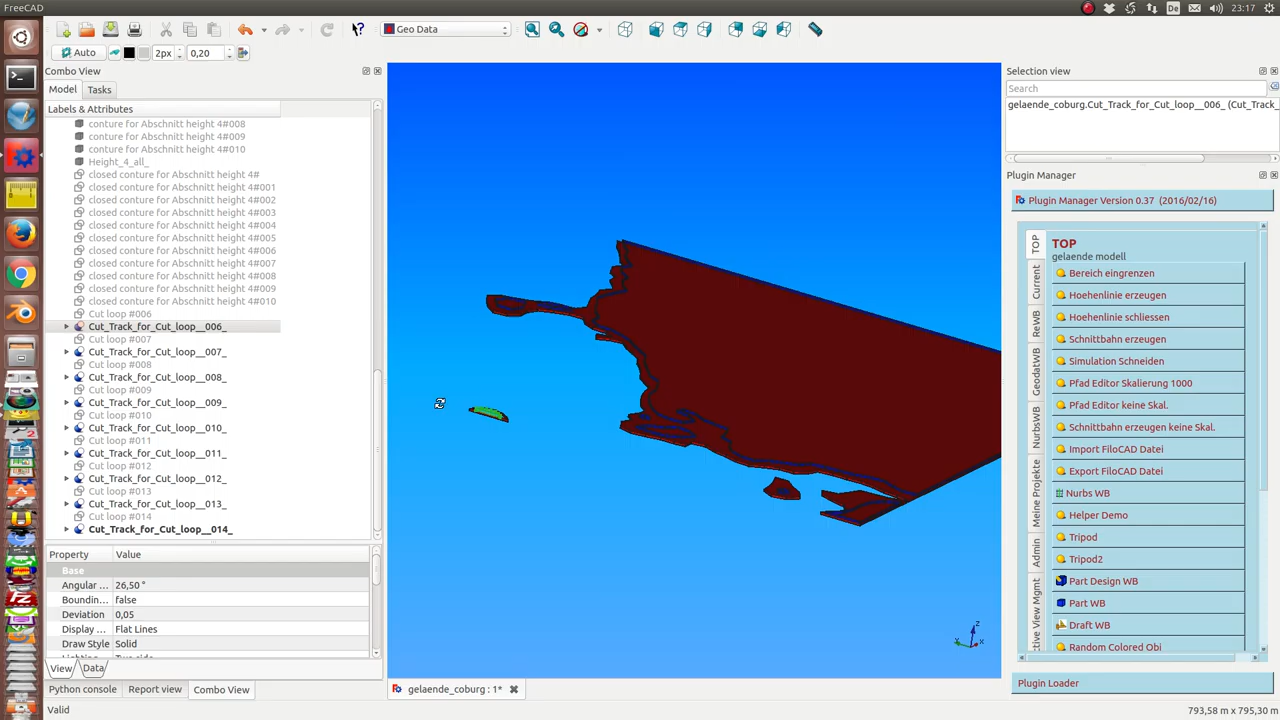 FreeCAD
De
23:17
Geo Data
Auto
2px
0,20
Combo View
Model
Tasks
Labels & Attributes
conture for Abschnitt height 4#008
conture for Abschnitt height 4#009
conture for Abschnitt height 4#010
Height_4_all_
closed conture for Abschnitt height 4#
closed conture for Abschnitt height 4#001
closed conture for Abschnitt height 4#002
closed conture for Abschnitt height 4#003
closed conture for Abschnitt height 4#004
closed conture for Abschnitt height 4#005
closed conture for Abschnitt height 4#006
closed conture for Abschnitt height 4#007
closed conture for Abschnitt height 4#008
closed conture for Abschnitt height 4#009
closed conture for Abschnitt height 4#010
Cut loop #006
Cut_Track_for_Cut_loop__006_
Cut loop #007
Cut_Track_for_Cut_loop__007_
Cut loop #008
Cut_Track_for_Cut_loop__008_
Cut loop #009
Cut_Track_for_Cut_loop__009_
Cut loop #010
Cut_Track_for_Cut_loop__010_
Cut loop #011
Cut_Track_for_Cut_loop__011_
Cut loop #012
Cut_Track_for_Cut_loop__012_
Cut loop #013
Cut_Track_for_Cut_loop__013_
Cut loop #014
Cut_Track_for_Cut_loop__014_
Property
Value
Base
Angular ... 26,50 °
Boundin... false
Deviation 0,05
Display ... Flat Lines
Draw Style Solid
View
Data
Python console
Report view
Combo View
Valid
z
x
gelaende_coburg : 1*
Selection view
Search
gelaende_coburg.Cut_Track_for_Cut_loop__006_ (Cut_Track_
Plugin Manager
Plugin Manager Version 0.37 (2016/02/16)
TOP
Current
ReWB
GeodatWB
NurbsWB
Meine Projekte
Admin
ctive View Mgmt
TOP
gelaende modell
Bereich eingrenzen
Hoehenlinie erzeugen
Hoehenlinie schliessen
Schnittbahn erzeugen
Simulation Schneiden
Pfad Editor Skalierung 1000
Pfad Editor keine Skal.
Schnittbahn erzeugen keine Skal.
Import FiloCAD Datei
Export FiloCAD Datei
Nurbs WB
Helper Demo
Tripod
Tripod2
Part Design WB
Part WB
Draft WB
Random Colored Obj
Plugin Loader
793,58 m x 795,30 m